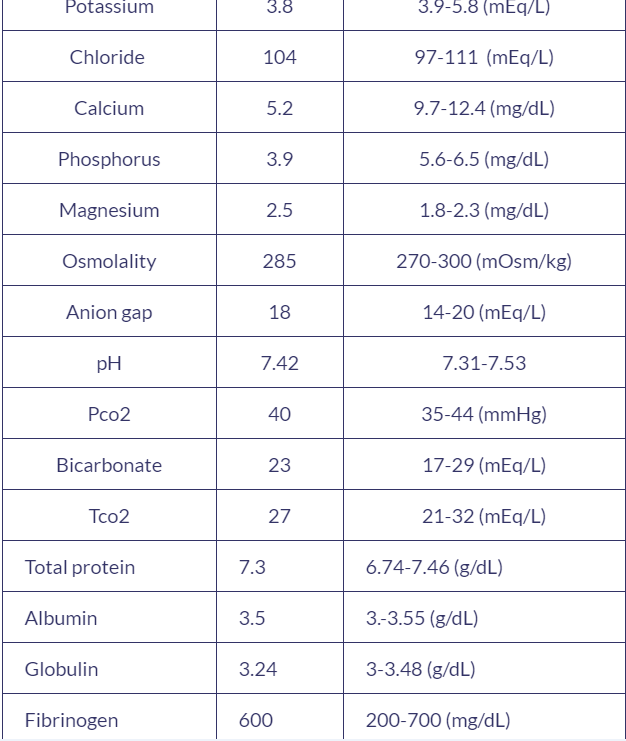 Potassium 3.8 3.9-5.8 (mEq/L)
Chloride 104 97-111 (mEq/L)
Calcium 5.2 9.7-12.4 (mg/dL)
Phosphorus 3.9 5.6-6.5 (mg/dL)
Magnesium 2.5 1.8-2.3 (mg/dL)
Osmolality 285 270-300 (mOsm/kg)
Anion gap 18 14-20 (mEq/L)
pH 7.42 7.31-7.53
Pco2 40 35-44 (mmHg)
Bicarbonate 23 17-29 (mEq/L)
Tco2 27 21-32 (mEq/L)
Total protein 7.3 6.74-7.46 (g/dL)
Albumin 3.5 3.-3.55 (g/dL)
Globulin 3.24 3-3.48 (g/dL)
Fibrinogen 600 200-700 (mg/dL)